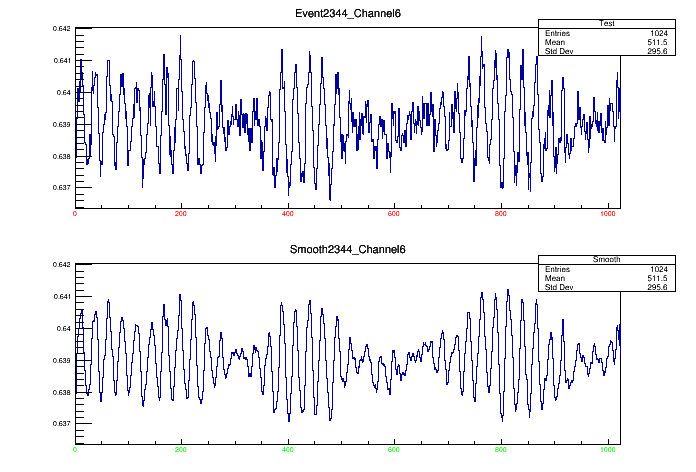 Event2344_Channel6
Test
Entries 1024
Mean 511.5
Std Dev 295.6
0.642
0.641
0.64
0.639
0.638
0.637
0 200 400 600 800 1000
Smooth2344_Channel6
Smooth
Entries 1024
Mean 511.5
Std Dev 295.6
0.642
0.641
0.64
0.639
0.638
0.637
0 200 400 600 800 1000